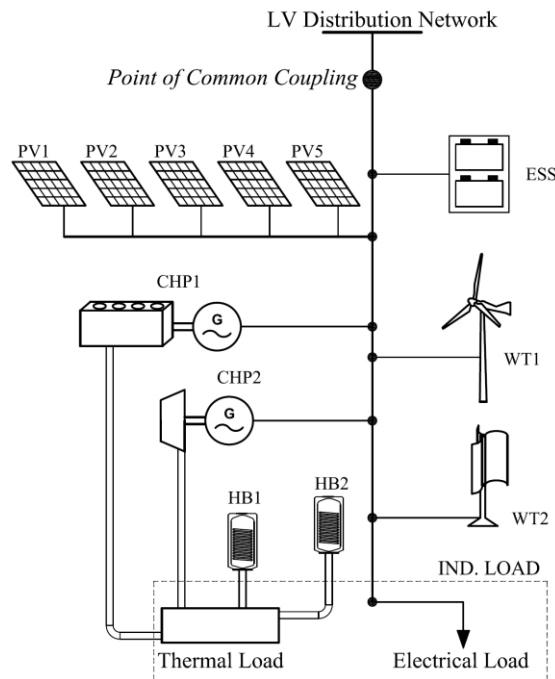 LV Distribution Network
Point of Common Coupling
PV1 PV2 PV3 PV4 PV5
ESS
CHP1
G
WT1
CHP2
G
HB1 HB2
WT2
IND. LOAD
Thermal Load
Electrical Load